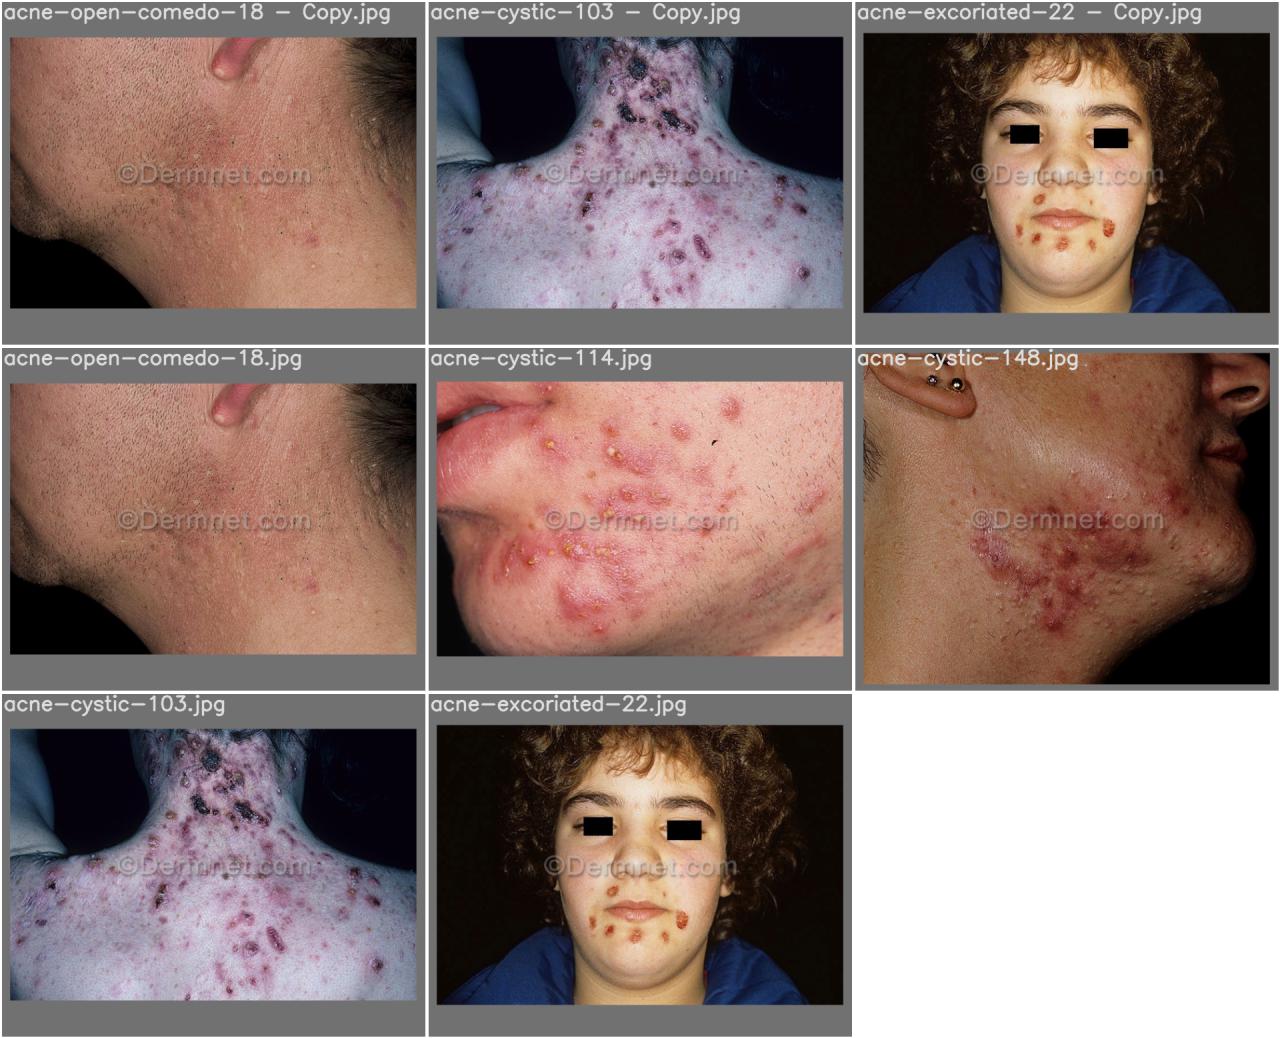 acne-open-comedo-18 - Copy.jpg
acne-cystic-103 - Copy.jpg
acne-excoriated-22 - Copy.jpg
©Dermnet.com
©Dermnet.com
©Dermnet.com
acne-open-comedo-18.jpg
acne-cystic-114.jpg
acne-cystic-148.jpg
©Dermnet.com
©Dermnet.com
©Dermnet.com
acne-cystic-103.jpg
acne-excoriated-22.jpg
©Dermnet.com
©Dermnet.com